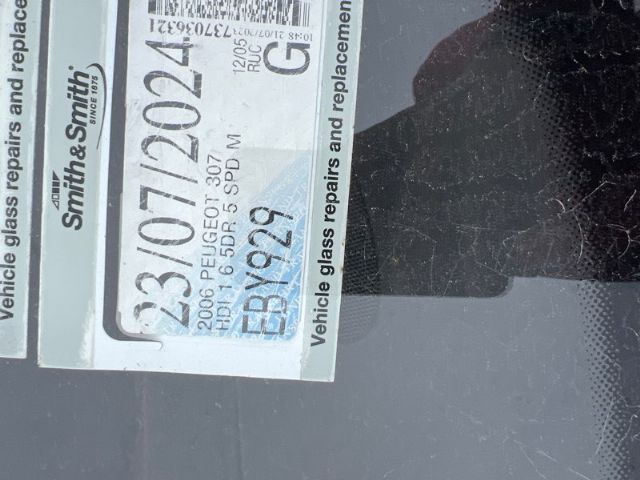 Vehicle glass repairs and replace
Smith&Smith®
SINCE 1875
737036321
10:48 21/07/2023
23/07/2024
12/05
RUC
G
2006 PEUGEOT 307
HDI 1.6 5DR 5 SPD M
EBY929
Vehicle glass repairs and replacemen